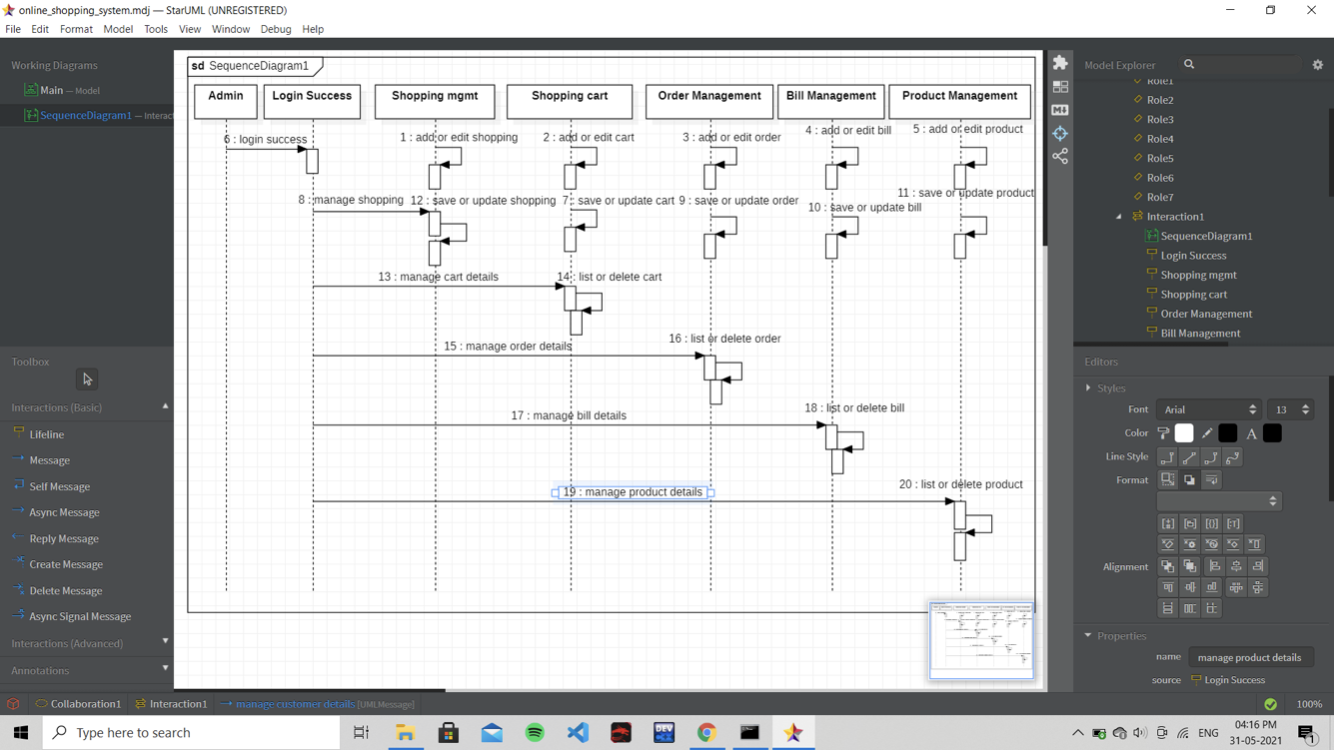 online_shopping_system.mdj — StarUML (UNREGISTERED)
File Edit Format Model Tools View Window Debug Help
Working Diagrams
Main — Model
SequenceDiagram1 — Interac
Toolbox
Interactions (Basic)
Lifeline
Message
Self Message
Async Message
Reply Message
Create Message
Delete Message
Async Signal Message
Interactions (Advanced)
Annotations
sd SequenceDiagram1
Admin Login Success Shopping mgmt Shopping cart Order Management Bill Management Product Management
6 : login success 1 : add or edit shopping 2 : add or edit cart 3 : add or edit order 4 : add or edit bill 5 : add or edit product
8 : manage shopping 12 : save or update shopping 7 : save or update cart 9 : save or update order 10 : save or update bill 11 : save or update product
13 : manage cart details 14 : list or delete cart
15 : manage order details 16 : list or delete order
17 : manage bill details 18 : list or delete bill
19 : manage product details 20 : list or delete product
Model Explorer
Role1
Role2
Role3
Role4
Role5
Role6
Role7
Interaction1
SequenceDiagram1
Login Success
Shopping mgmt
Shopping cart
Order Management
Bill Management
Editors
Styles
Font Arial 13
Color A
Line Style
Format
Alignment
Properties
name manage product details
source Login Success
Collaboration1 Interaction1 manage customer details [UMLMessage] 100%
Type here to search
DEV
ENG
04:16 PM
31-05-2021
1